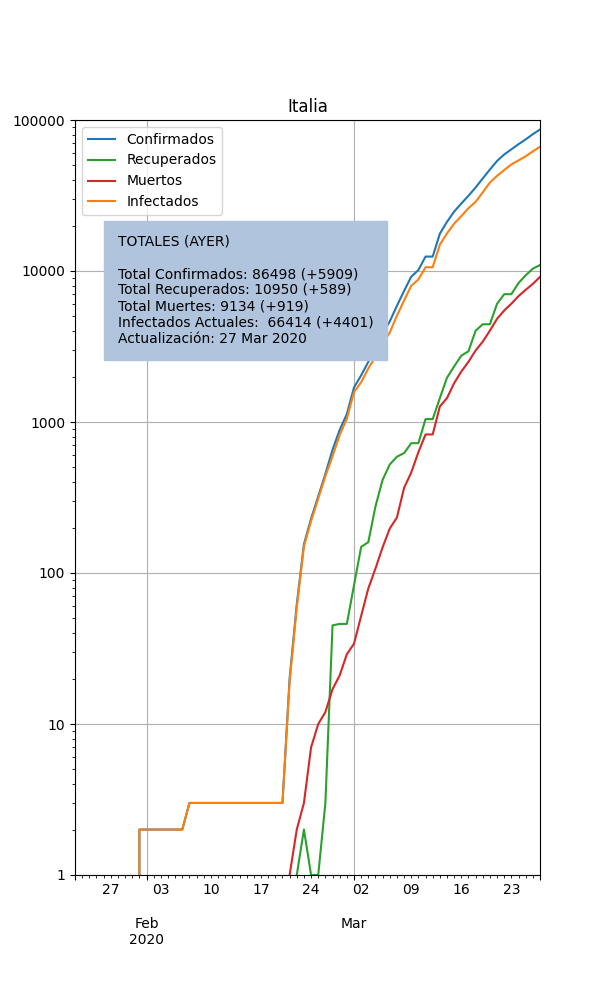 Italia
100000
10000
1000
100
10
1
Confirmados
Recuperados
Muertos
Infectados
TOTALES (AYER)
Total Confirmados: 86498 (+5909)
Total Recuperados: 10950 (+589)
Total Muertes: 9134 (+919)
Infectados Actuales:  66414 (+4401)
Actualización: 27 Mar 2020
27 03 10 17 24 02 09 16 23
Feb Mar
2020